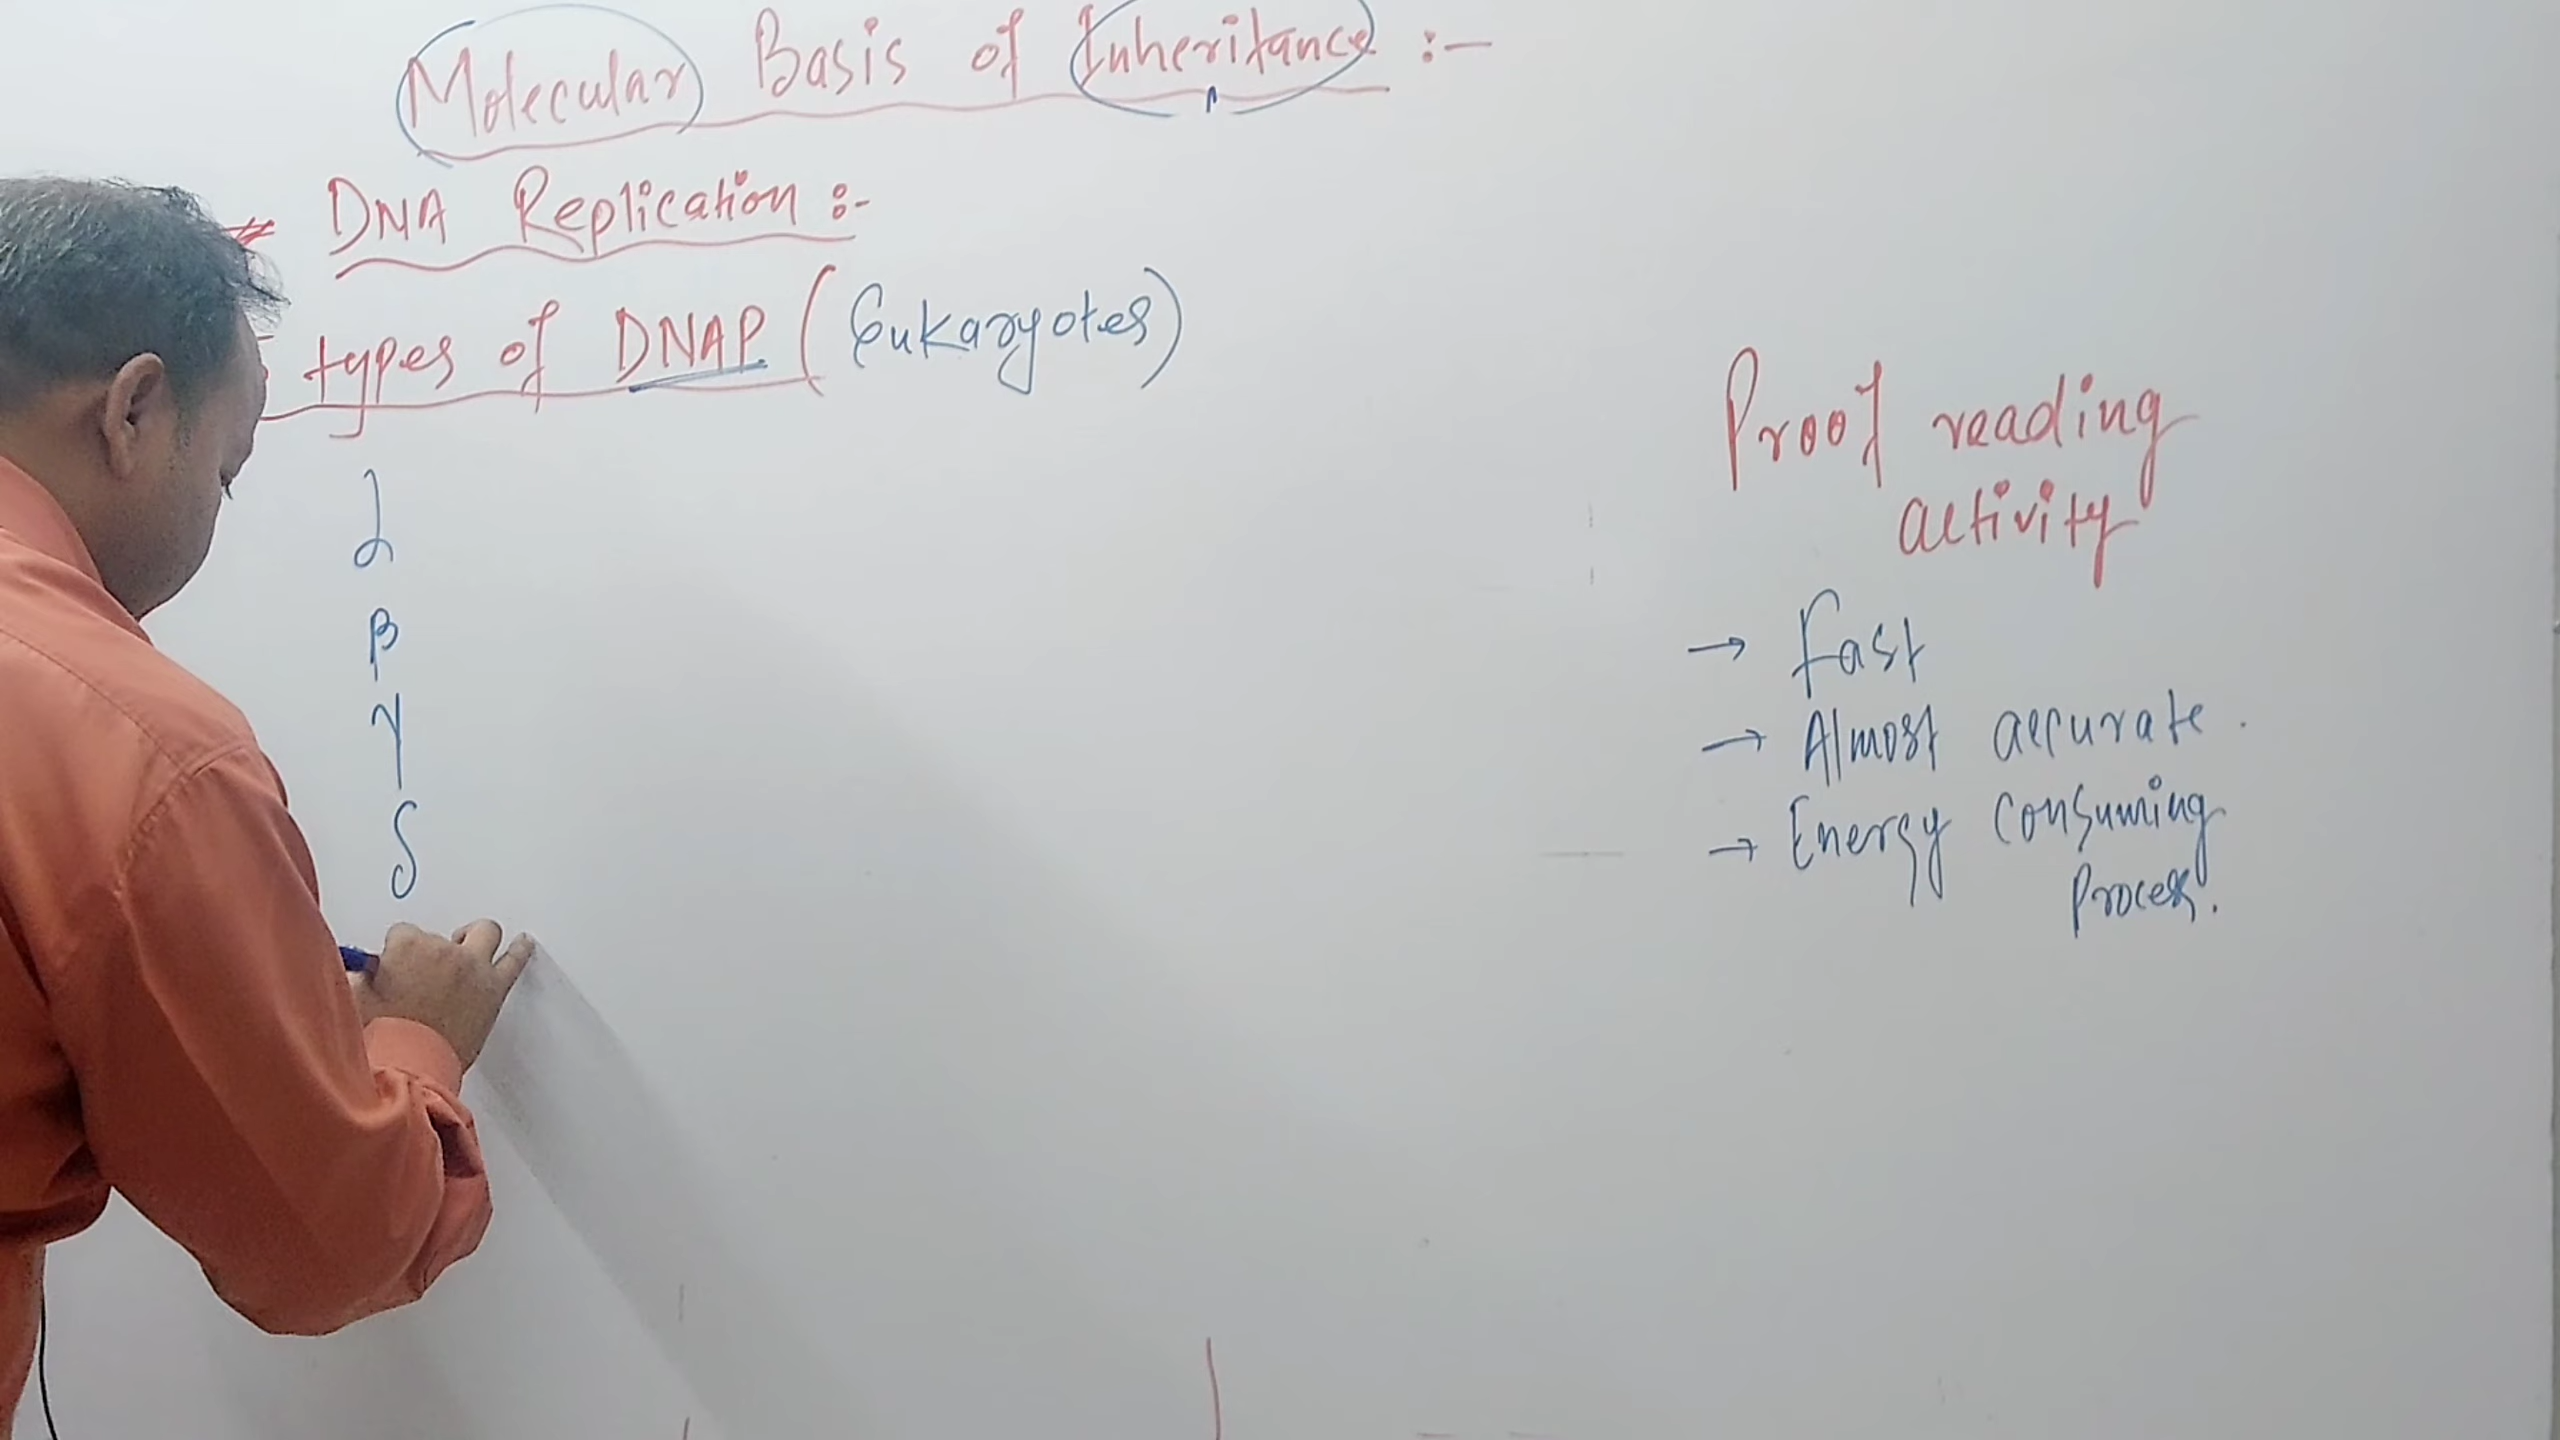 Molecular Basis of Inheritance :-
DNA Replication :-
types of DNAP (Eukaryotes)
α
β
γ
δ
Proof reading
activity
→ Fast
→ Almost accurate.
→ Energy consuming
Process.